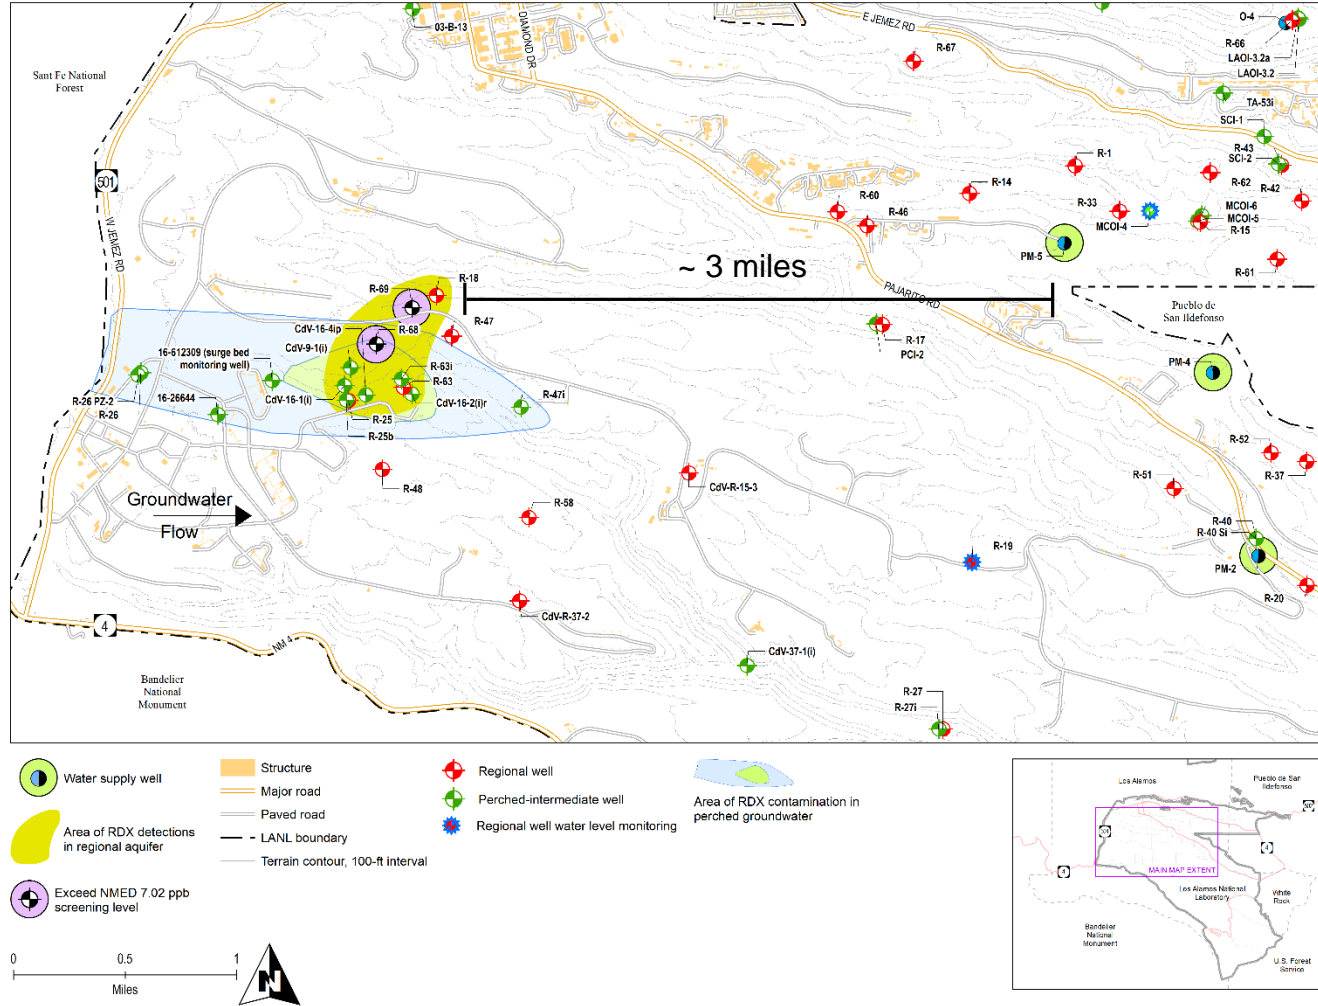 03-B-13
DIAMOND DR
E JEMEZ RD
R-67
O-4
R-66
LAOI-3.2a
LAOI-3.2
TA-53i
SCI-1
R-43
SCI-2
R-62
R-42
MCOI-6
MCOI-5
R-15
R-61
Sant Fe National
Forest
501
W JEMEZ RD
R-1
R-14
R-33
MCOI-4
R-60
R-46
PM-5
~ 3 miles
PAJARITO RD
Pueblo de
San Ildefonso
R-18
R-69
R-47
CdV-16-4ip
R-68
CdV-9-1(i)
16-612309 (surge bed
monitoring well)
R-17
PCI-2
PM-4
R-63i
R-63
R-26 PZ-2
R-26
16-26644
CdV-16-1(i)
CdV-16-2(i)r
R-47i
R-25
R-25b
R-48
R-52
R-37
R-51
CdV-R-15-3
R-58
Groundwater
Flow
R-40
R-40 Si
R-19
PM-2
R-20
CdV-R-37-2
4
NM 4
CdV-37-1(i)
Bandelier
National
Monument
R-27
R-27i
Water supply well
Area of RDX detections
in regional aquifer
Exceed NMED 7.02 ppb
screening level
Structure
Major road
Paved road
LANL boundary
Terrain contour, 100-ft interval
Regional well
Perched-intermediate well
Regional well water level monitoring
Area of RDX contamination in
perched groundwater
0 0.5 1
Miles
N
Los Alamos
Pueblo de San
Ildefonso
501
4
4
MAIN MAP EXTENT
Los Alamos National
Laboratory
White
Rock
Bandelier
National
Monument
U.S. Forest
Service